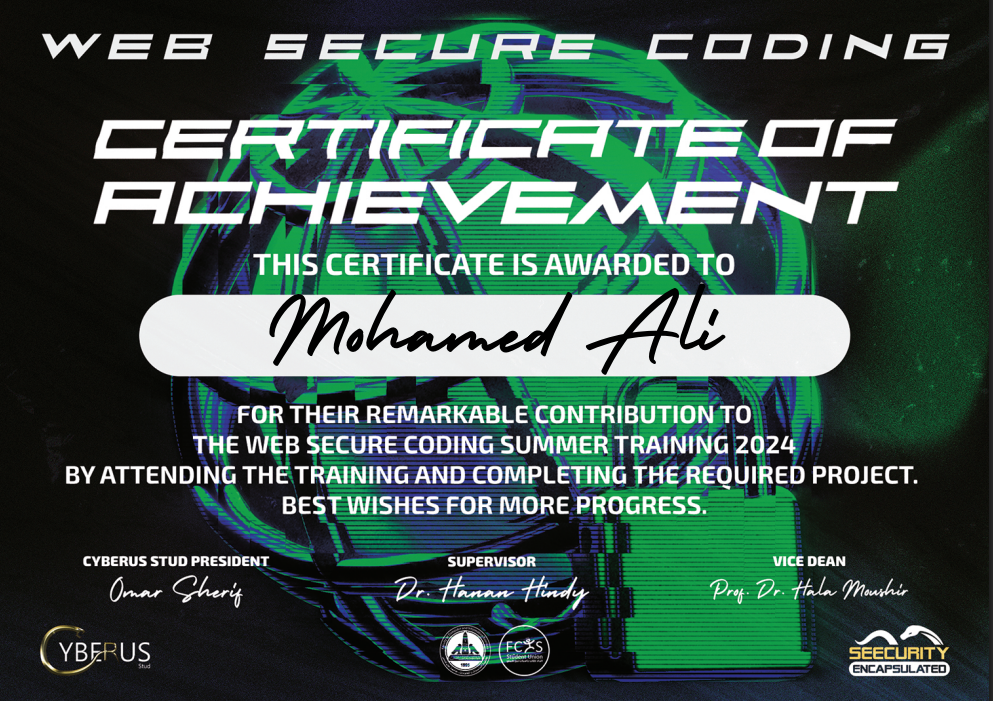 WEB SECURE CODING
CERTIFICATE OF
ACHIEVEMENT
THIS CERTIFICATE IS AWARDED TO
Mohamed Ali
FOR THEIR REMARKABLE CONTRIBUTION TO
THE WEB SECURE CODING SUMMER TRAINING 2024
BY ATTENDING THE TRAINING AND COMPLETING THE REQUIRED PROJECT.
BEST WISHES FOR MORE PROGRESS.
CYBERUS STUD PRESIDENT
Omar Sherif
SUPERVISOR
Dr. Hanan Hindy
VICE DEAN
Prof. Dr. Hala Moushir
CYBERUS
Stud
1995
FCIS
Student Union
SEECURITY
ENCAPSULATED